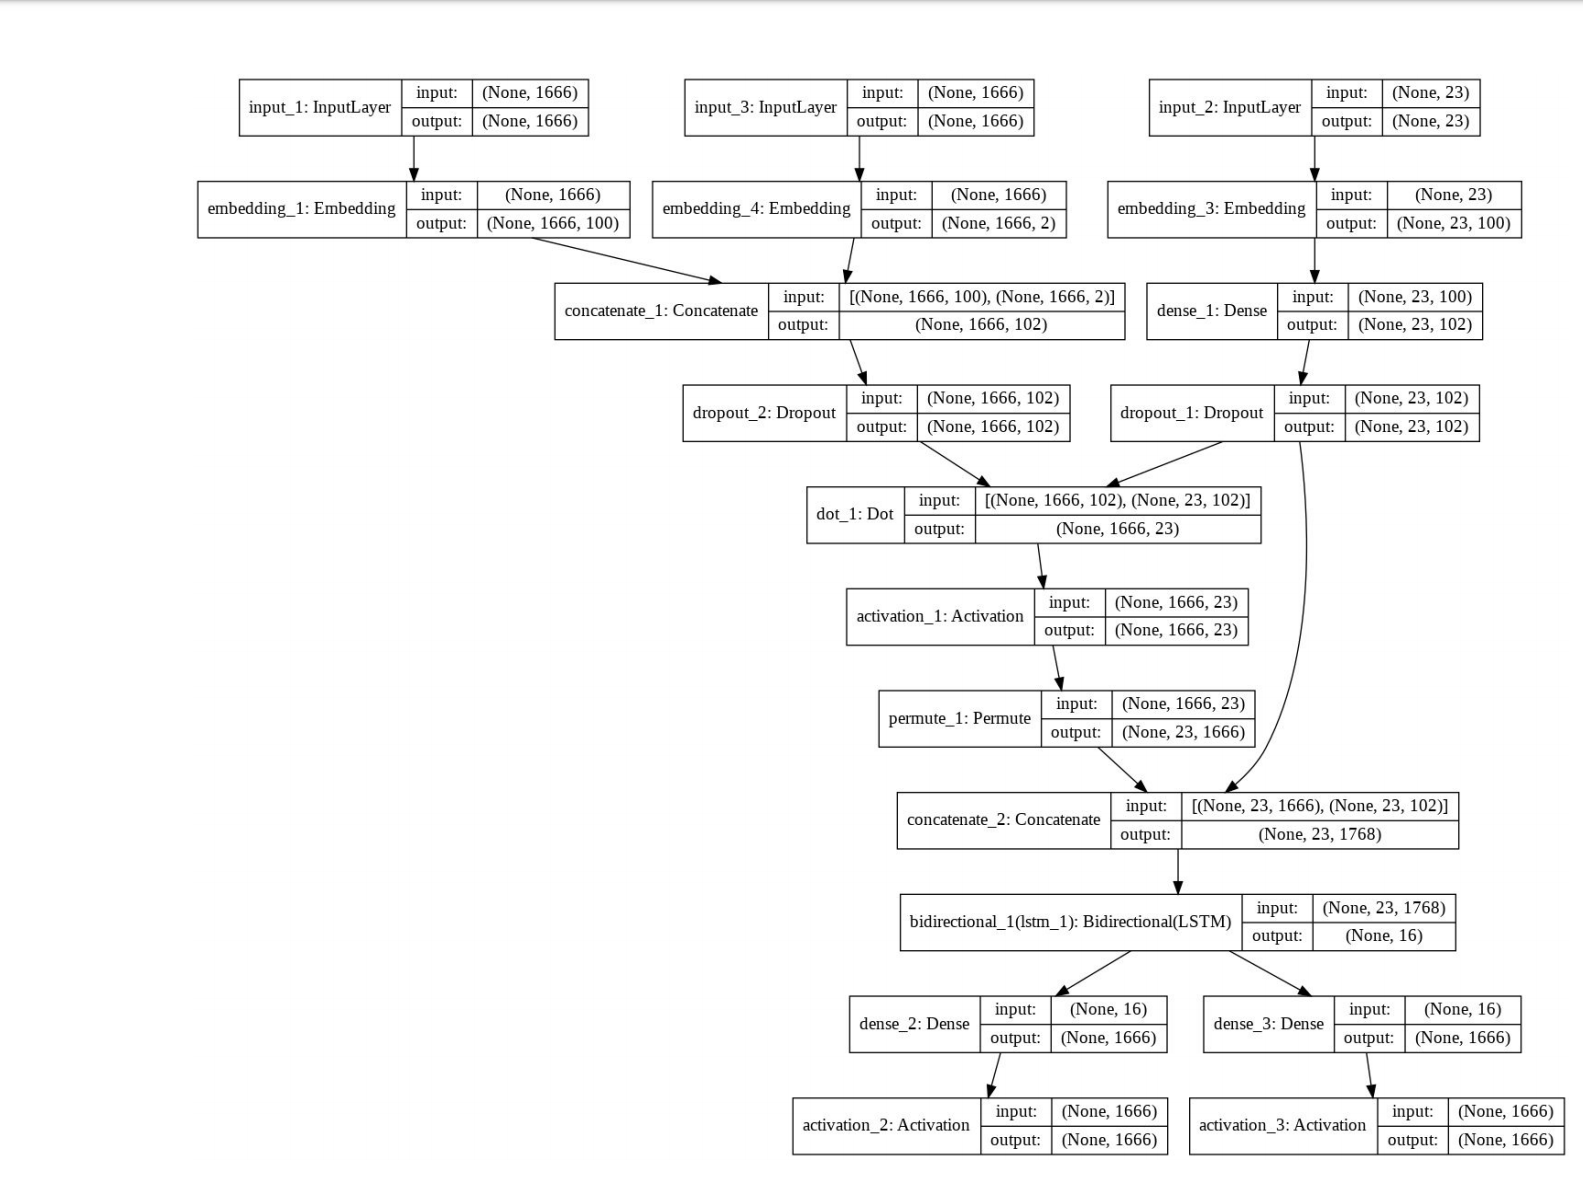 input_1: InputLayer
input: (None, 1666)
output: (None, 1666)
input_3: InputLayer
input: (None, 1666)
output: (None, 1666)
input_2: InputLayer
input: (None, 23)
output: (None, 23)
embedding_1: Embedding
input: (None, 1666)
output: (None, 1666, 100)
embedding_4: Embedding
input: (None, 1666)
output: (None, 1666, 2)
embedding_3: Embedding
input: (None, 23)
output: (None, 23, 100)
concatenate_1: Concatenate
input: [(None, 1666, 100), (None, 1666, 2)]
output: (None, 1666, 102)
dense_1: Dense
input: (None, 23, 100)
output: (None, 23, 102)
dropout_2: Dropout
input: (None, 1666, 102)
output: (None, 1666, 102)
dropout_1: Dropout
input: (None, 23, 102)
output: (None, 23, 102)
dot_1: Dot
input: [(None, 1666, 102), (None, 23, 102)]
output: (None, 1666, 23)
activation_1: Activation
input: (None, 1666, 23)
output: (None, 1666, 23)
permute_1: Permute
input: (None, 1666, 23)
output: (None, 23, 1666)
concatenate_2: Concatenate
input: [(None, 23, 1666), (None, 23, 102)]
output: (None, 23, 1768)
bidirectional_1(lstm_1): Bidirectional(LSTM)
input: (None, 23, 1768)
output: (None, 16)
dense_2: Dense
input: (None, 16)
output: (None, 1666)
dense_3: Dense
input: (None, 16)
output: (None, 1666)
activation_2: Activation
input: (None, 1666)
output: (None, 1666)
activation_3: Activation
input: (None, 1666)
output: (None, 1666)